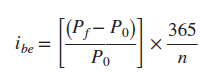 i_be = [(P_f − P_0) / P_0] × 365 / n